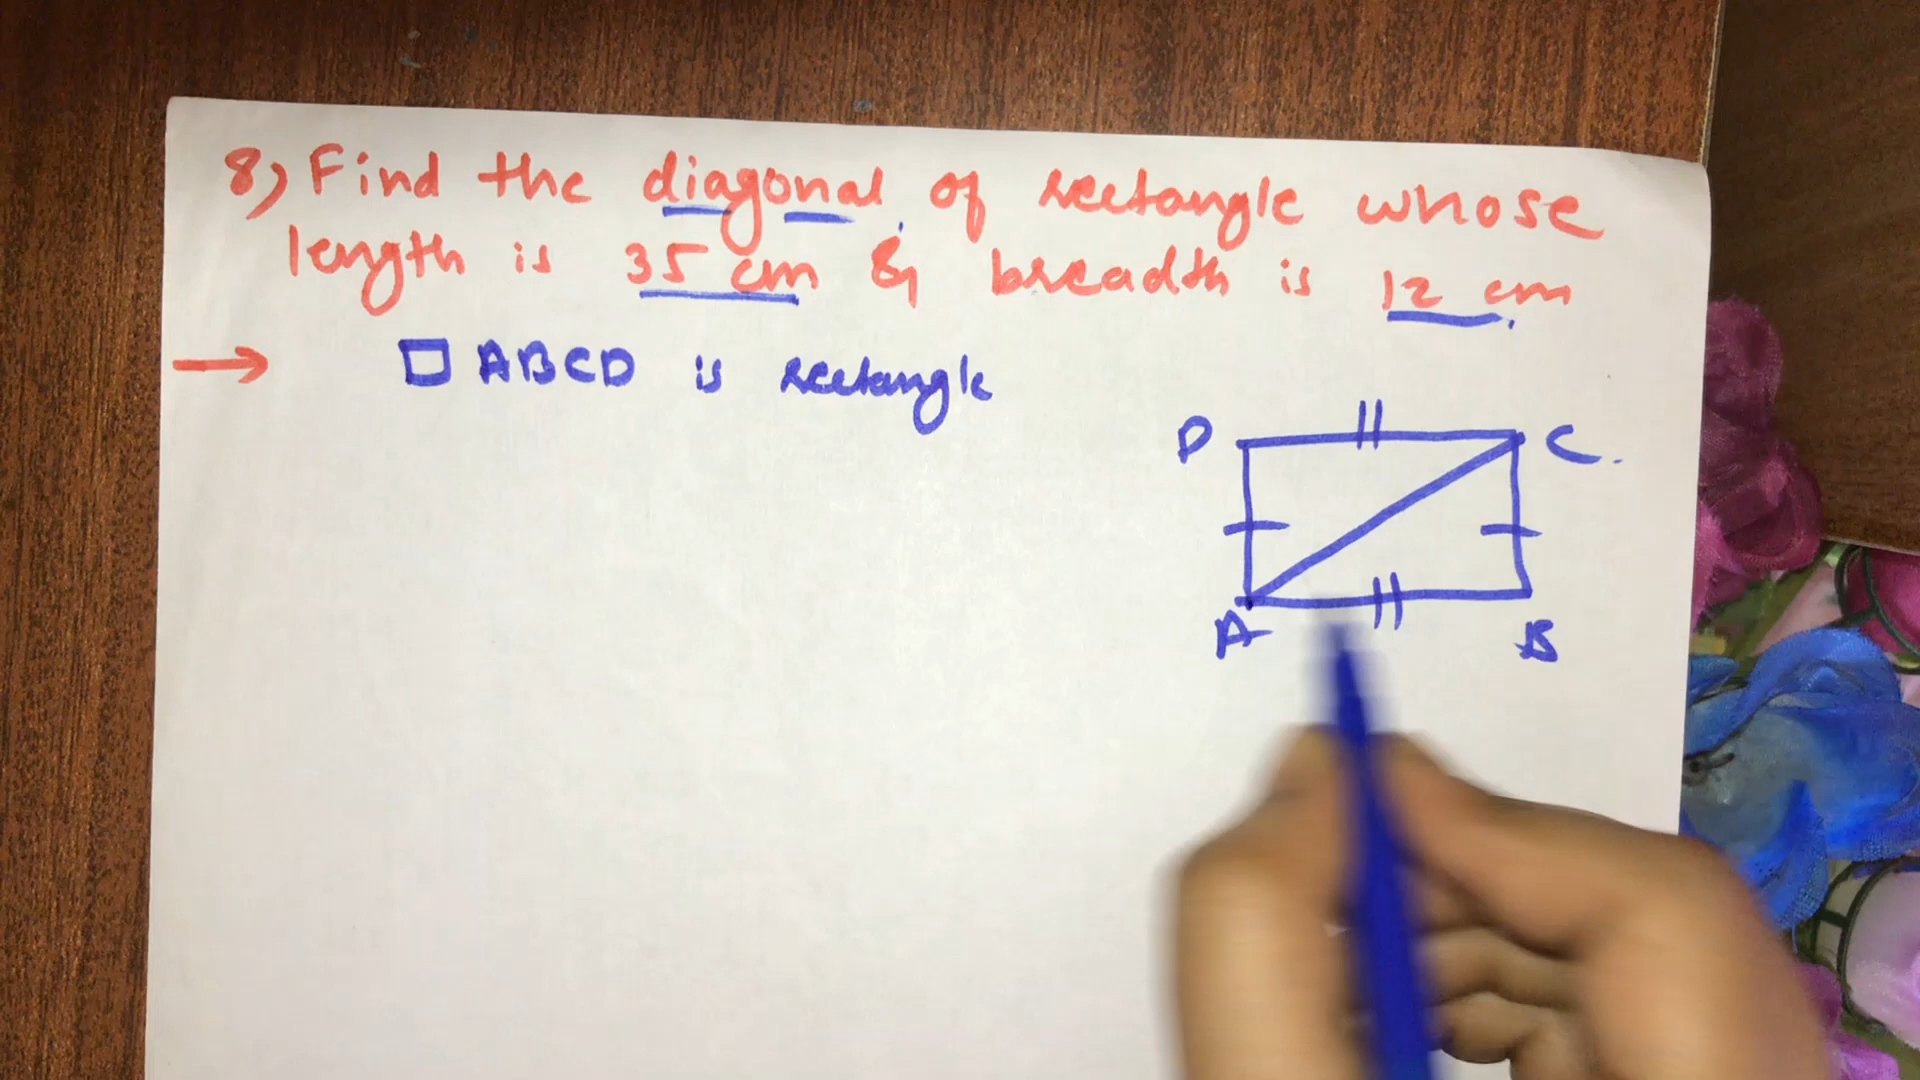 8) Find the diagonal of rectangle whose
length is 35 cm & breadth is 12 cm
→ □ ABCD is rectangle
D C.
A B